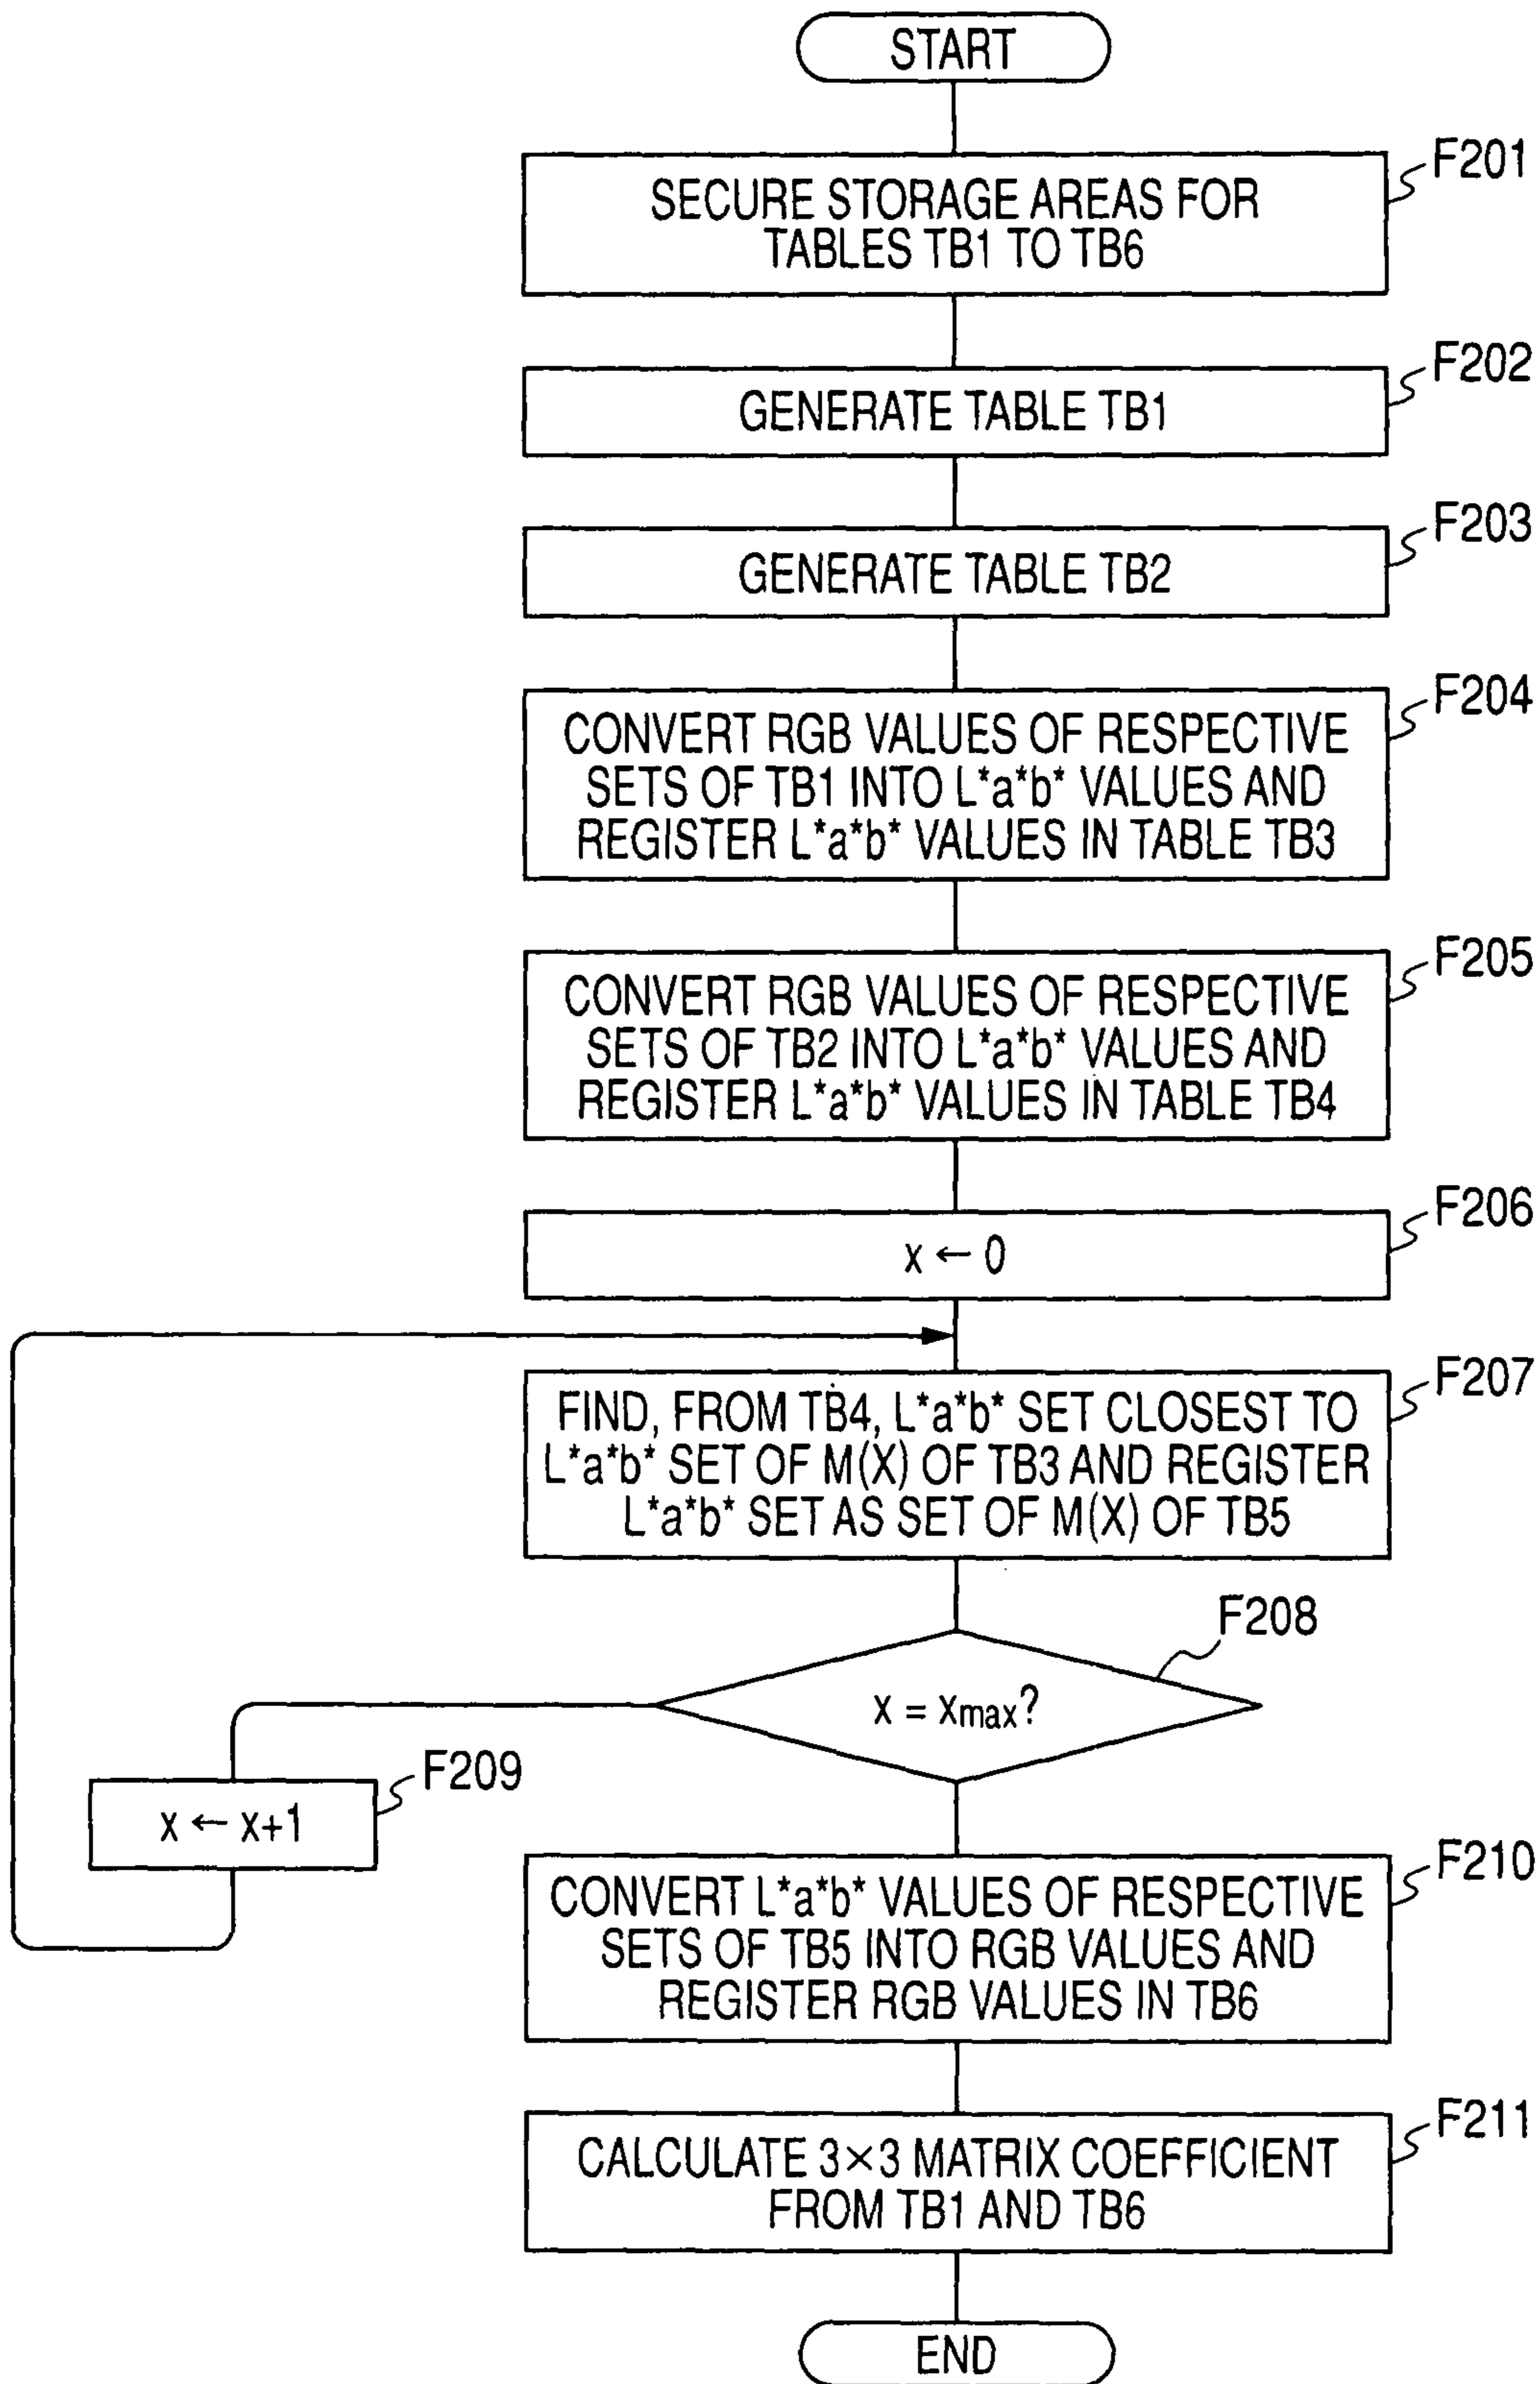 START
F201
SECURE STORAGE AREAS FOR
TABLES TB1 TO TB6
F202
GENERATE TABLE TB1
F203
GENERATE TABLE TB2
F204
CONVERT RGB VALUES OF RESPECTIVE
SETS OF TB1 INTO L*a*b* VALUES AND
REGISTER L*a*b* VALUES IN TABLE TB3
F205
CONVERT RGB VALUES OF RESPECTIVE
SETS OF TB2 INTO L*a*b* VALUES AND
REGISTER L*a*b* VALUES IN TABLE TB4
F206
x ← 0
F207
FIND, FROM TB4, L*a*b* SET CLOSEST TO
L*a*b* SET OF M(X) OF TB3 AND REGISTER
L*a*b* SET AS SET OF M(X) OF TB5
F208
x = xmax?
F209
x ← x+1
F210
CONVERT L*a*b* VALUES OF RESPECTIVE
SETS OF TB5 INTO RGB VALUES AND
REGISTER RGB VALUES IN TB6
F211
CALCULATE 3×3 MATRIX COEFFICIENT
FROM TB1 AND TB6
END